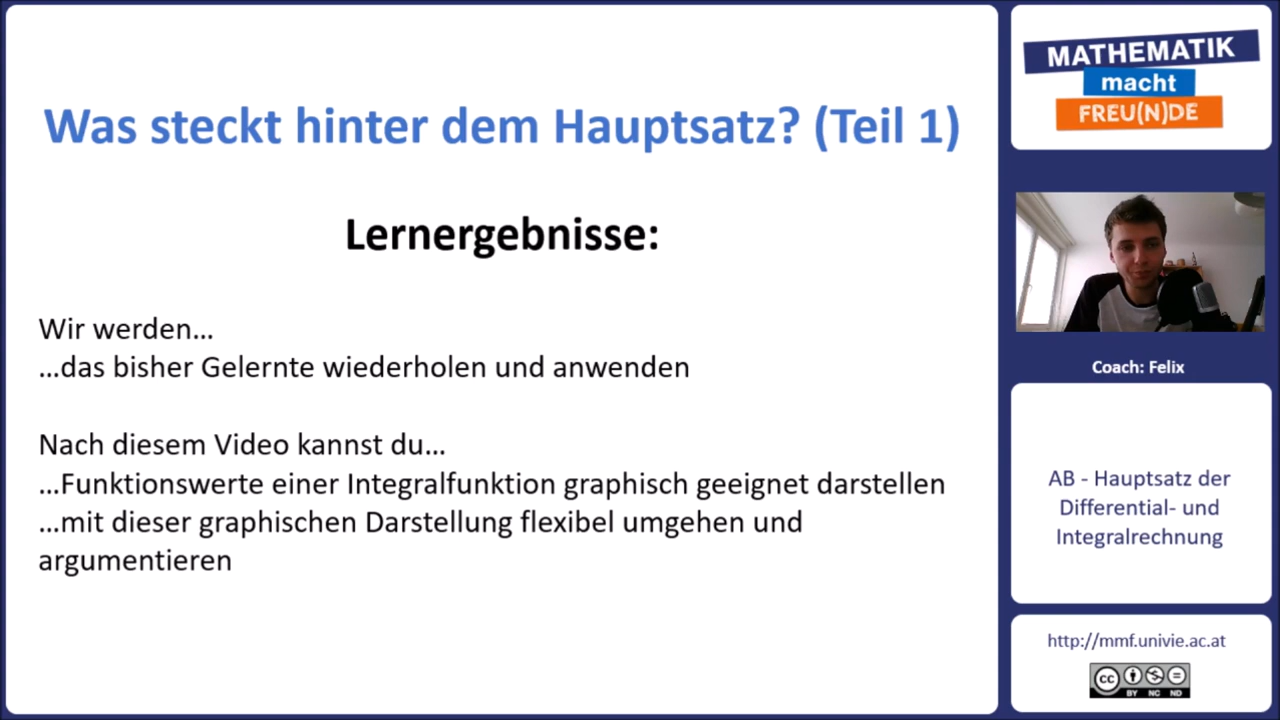 Was steckt hinter dem Hauptsatz? (Teil 1)
Lernergebnisse:
Wir werden…
…das bisher Gelernte wiederholen und anwenden
Nach diesem Video kannst du…
…Funktionswerte einer Integralfunktion graphisch geeignet darstellen
…mit dieser graphischen Darstellung flexibel umgehen und
argumentieren
MATHEMATIK
macht
FREU(N)DE
Coach: Felix
AB - Hauptsatz der
Differential- und
Integralrechnung
http://mmf.univie.ac.at
cc
BY NC ND